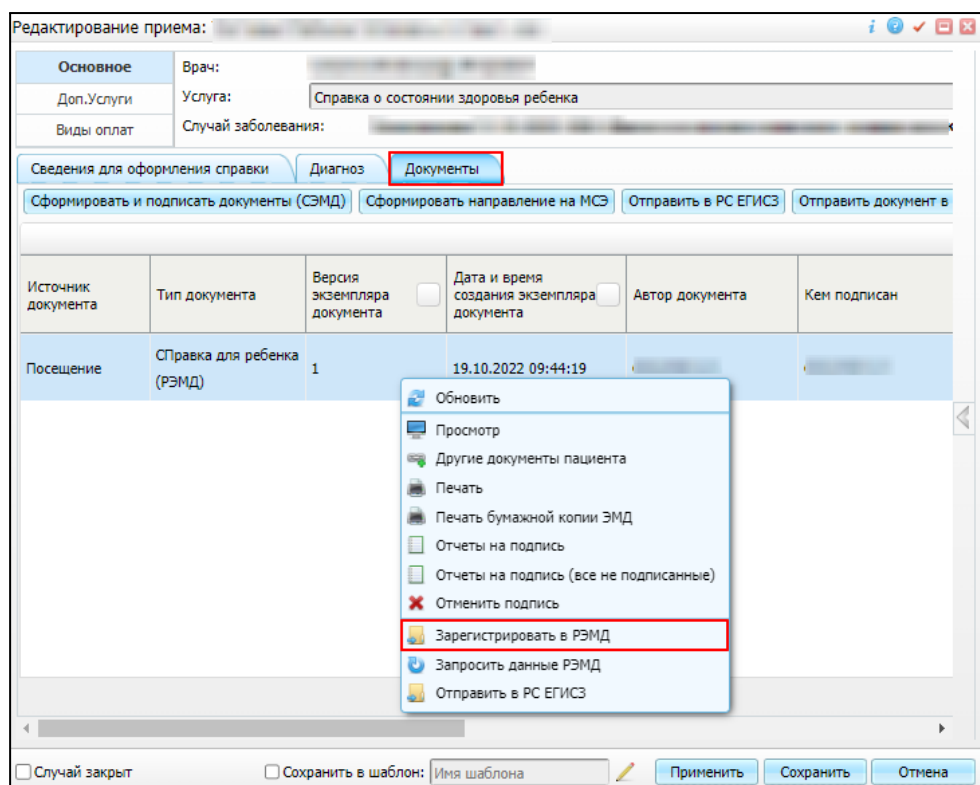 Редактирование приема:
Основное
Врач:
Доп.Услуги
Услуга: Справка о состоянии здоровья ребенка
Виды оплат
Случай заболевания:
Сведения для оформления справки Диагноз Документы
Сформировать и подписать документы (СЭМД) Сформировать направление на МСЭ Отправить в РС ЕГИСЗ Отправить документ в
Источник документа
Тип документа
Версия экземпляра документа
Дата и время создания экземпляра документа
Автор документа
Кем подписан
Посещение
СПравка для ребенка (РЭМД)
1
19.10.2022 09:44:19
Обновить
Просмотр
Другие документы пациента
Печать
Печать бумажной копии ЭМД
Отчеты на подпись
Отчеты на подпись (все не подписанные)
Отменить подпись
Зарегистрировать в РЭМД
Запросить данные РЭМД
Отправить в РС ЕГИСЗ
Случай закрыт Сохранить в шаблон: Имя шаблона Применить Сохранить Отмена